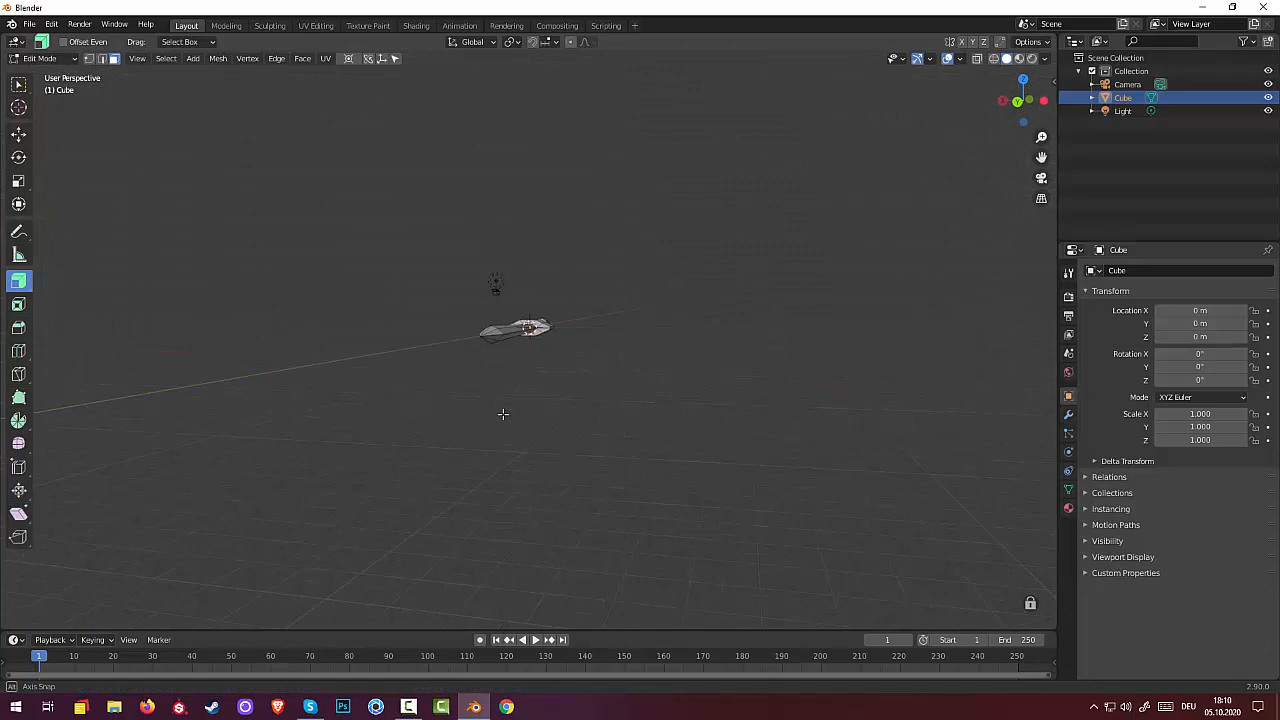 Blender
File Edit Render Window Help Layout Modeling Sculpting UV Editing Texture Paint Shading Animation Rendering Compositing Scripting + Scene View Layer
Offset Even Drag: Select Box Global X Y Z Options
Edit Mode View Select Add Mesh Vertex Edge Face UV
User Perspective
(1) Cube
Z
Y
Scene Collection
Collection
Camera
Cube
Light
Cube
Cube
Transform
Location X 0 m
Y 0 m
Z 0 m
Rotation X 0°
Y 0°
Z 0°
Mode XYZ Euler
Scale X 1.000
Y 1.000
Z 1.000
Delta Transform
Relations
Collections
Instancing
Motion Paths
Visibility
Viewport Display
Custom Properties
Playback Keying View Marker 1 Start 1 End 250
1 10 20 30 40 50 60 70 80 90 100 110 120 130 140 150 160 170 180 190 200 210 220 230 240 250
Axis Snap 2.90.0
DEU 18:10
05.10.2020